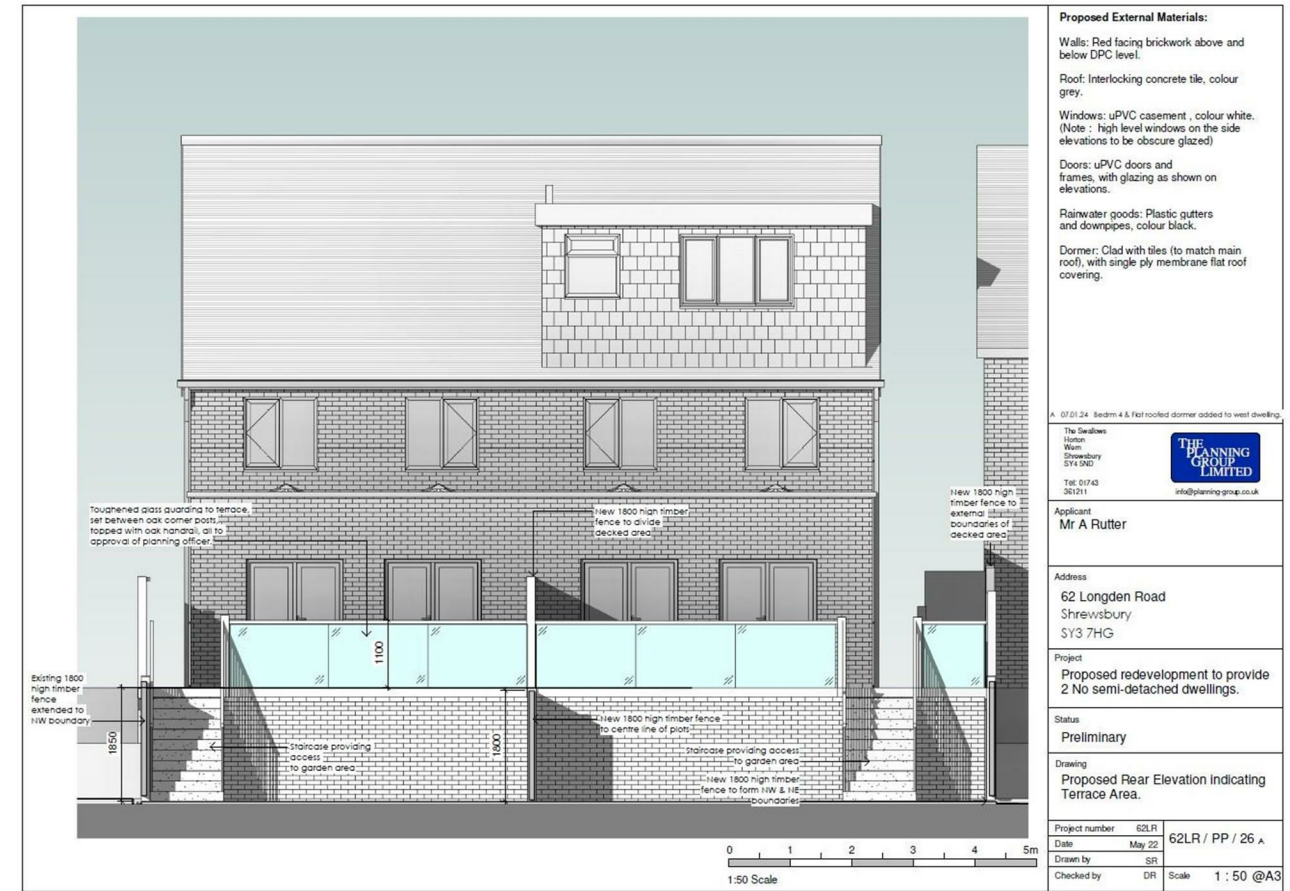 Proposed External Materials:
Walls: Red facing brickwork above and
below DPC level.
Roof: Interlocking concrete tile, colour
grey.
Windows: uPVC casement , colour white.
(Note : high level windows on the side
elevations to be obscure glazed)
Doors: uPVC doors and
frames, with glazing as shown on
elevations.
Rainwater goods: Plastic gutters
and downpipes, colour black.
Dormer: Clad with tiles (to match main
roof), with single ply membrane flat roof
covering.
A 07.01.24 Bedrm 4 & Flat roofed dormer added to west dwelling.
The Swallows
Horton
Wem
Shrewsbury
SY4 5ND
Tel: 01743
361211
THE
PLANNING
GROUP
LIMITED
info@planning-group.co.uk
Applicant
Mr A Rutter
Address
62 Longden Road
Shrewsbury
SY3 7HG
Project
Proposed redevelopment to provide
2 No semi-detached dwellings.
Status
Preliminary
Drawing
Proposed Rear Elevation indicating
Terrace Area.
Project number 62LR
Date May 22
Drawn by SR
Checked by DR
62LR / PP / 26 A
Scale 1 : 50 @A3
Toughened glass guarding to terrace,
set between oak corner posts,
topped with oak handrail, all to
approval of planning officer.
New 1800 high timber
fence to divide
decked area
New 1800 high
timber fence to
external
boundaries of
decked area
1100
Existing 1800
high timber
fence
extended to
NW boundary
1850
Staircase providing
access
to garden area
1800
New 1800 high timber fence
to centre line of plots
Staircase providing access
to garden area
New 1800 high timber
fence to form NW & NE
boundaries
0 1 2 3 4 5m
1:50 Scale